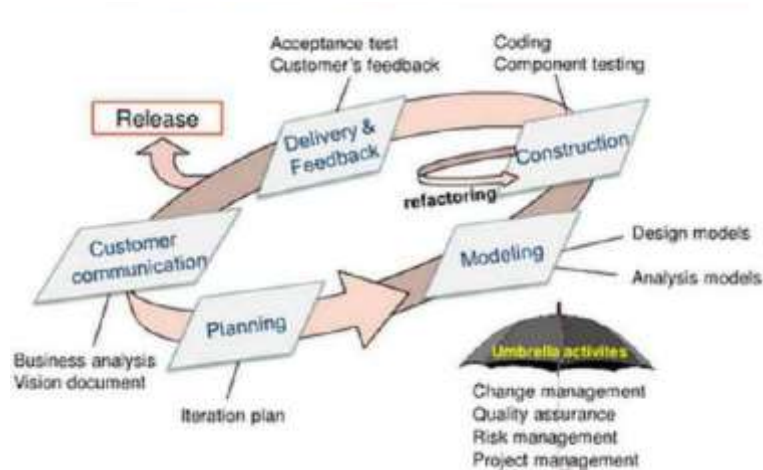 Acceptance test
Customer's feedback
Coding
Component testing
Release
Delivery &
Feedback
Construction
refactoring
Customer
communication
Modeling
Design models
Analysis models
Planning
Business analysis
Vision document
Iteration plan
Umbrella activites
Change management
Quality assurance
Risk management
Project management